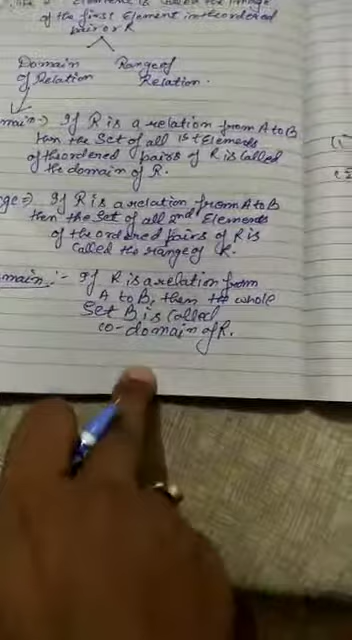 of the first Element in the ordered
pair of R
Domain
of Relation
Range of
Relation.
main => If R is a relation from A to B
then the Set of all 1st Elements
of the ordered pairs of R is Called
the domain of R.
ge => If R is a relation from A to B
then the Set of all 2nd Elements
of the ordered pairs of R is
Called the range of R.
main :- If R is a relation from
A to B, then the whole
Set B is Called
co-domain of R.